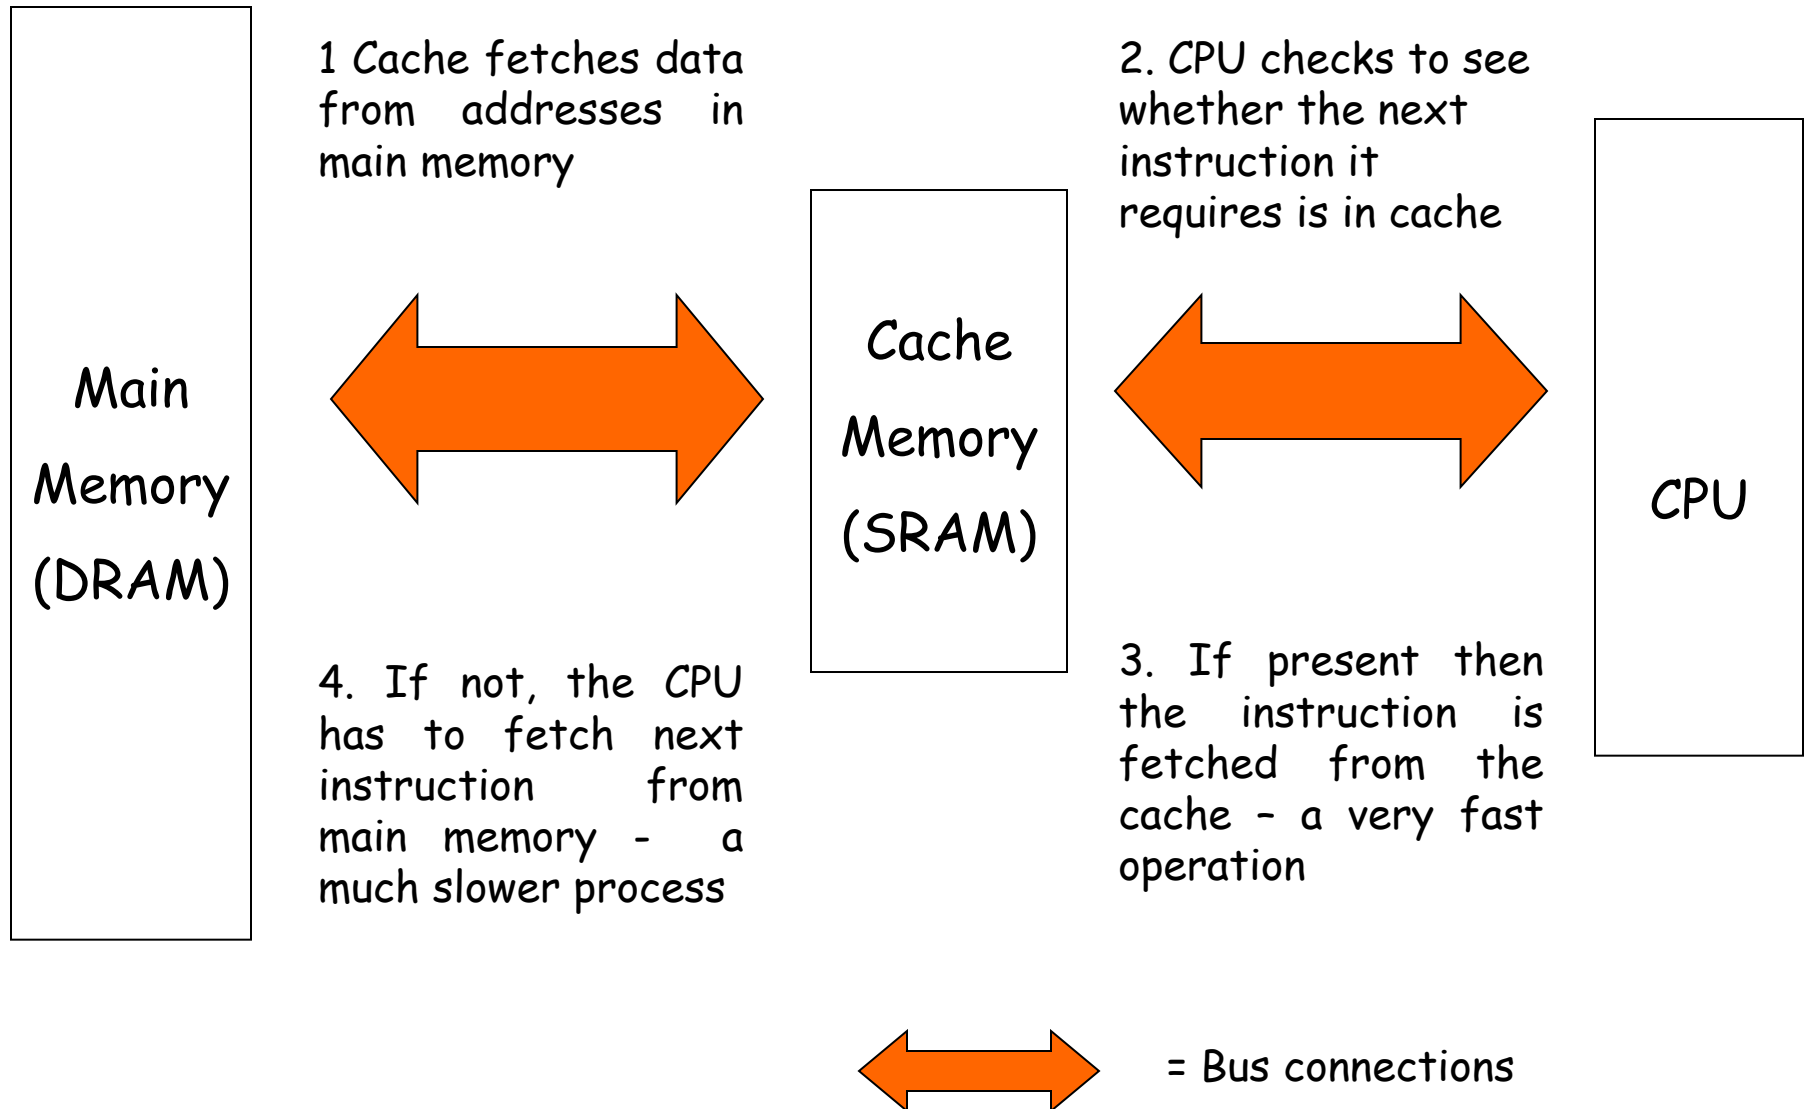 Main
Memory
(DRAM)
1 Cache fetches data
from addresses in
main memory
4. If not, the CPU
has to fetch next
instruction from
main memory - a
much slower process
Cache
Memory
(SRAM)
2. CPU checks to see
whether the next
instruction it
requires is in cache
3. If present then
the instruction is
fetched from the
cache – a very fast
operation
CPU
= Bus connections